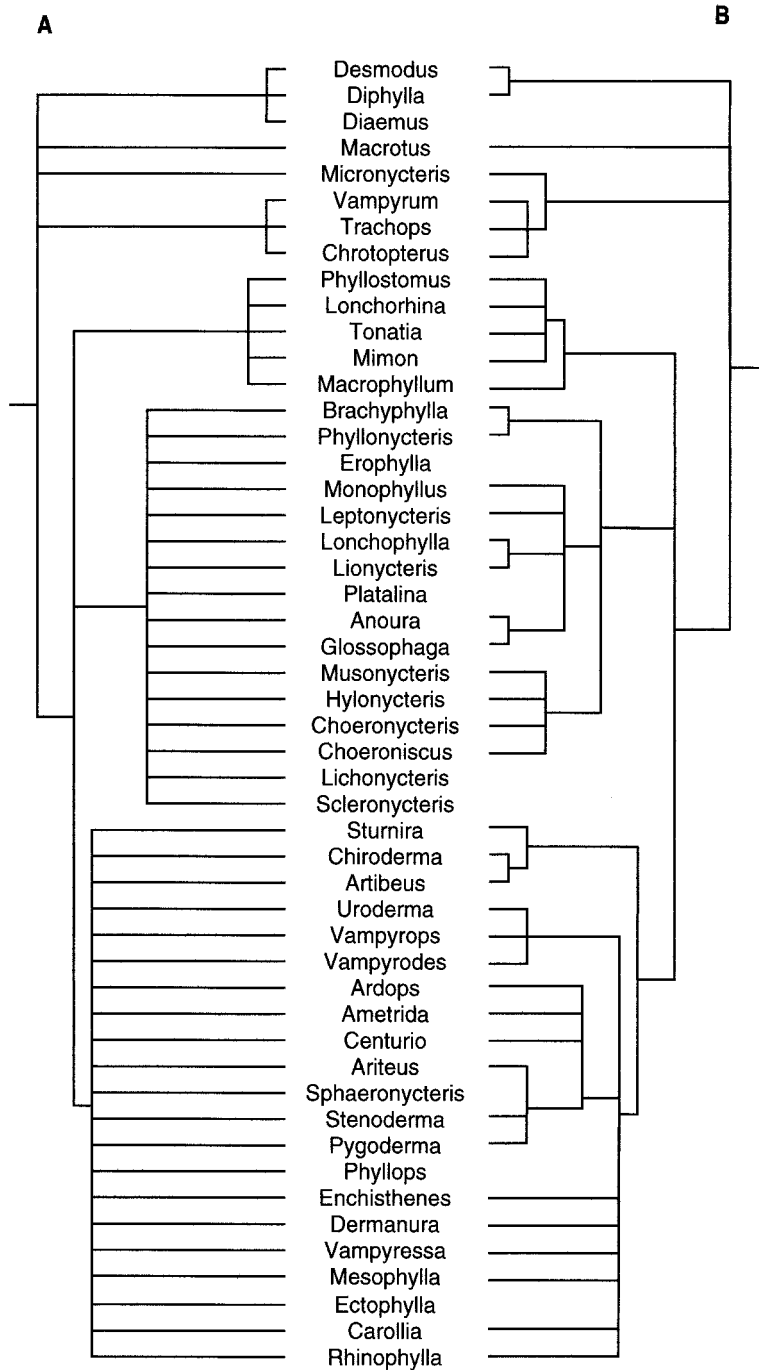 A
B
Desmodus
Diphylla
Diaemus
Macrotus
Micronycteris
Vampyrum
Trachops
Chrotopterus
Phyllostomus
Lonchorhina
Tonatia
Mimon
Macrophyllum
Brachyphylla
Phyllonycteris
Erophylla
Monophyllus
Leptonycteris
Lonchophylla
Lionycteris
Platalina
Anoura
Glossophaga
Musonycteris
Hylonycteris
Choeronycteris
Choeroniscus
Lichonycteris
Scleronycteris
Sturnira
Chiroderma
Artibeus
Uroderma
Vampyrops
Vampyrodes
Ardops
Ametrida
Centurio
Ariteus
Sphaeronycteris
Stenoderma
Pygoderma
Phyllops
Enchisthenes
Dermanura
Vampyressa
Mesophylla
Ectophylla
Carollia
Rhinophylla